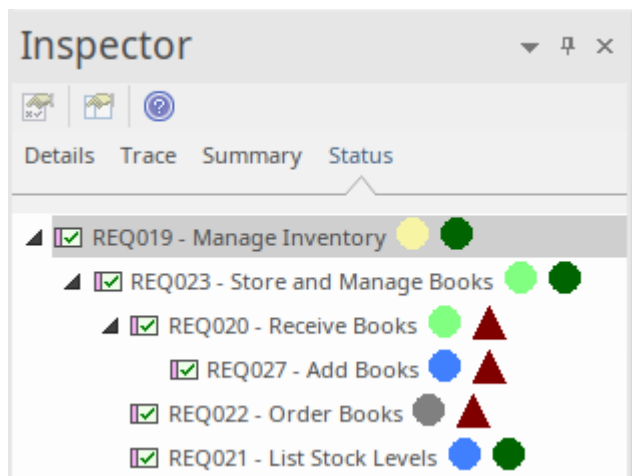 Inspector
Details Trace Summary Status
REQ019 - Manage Inventory
REQ023 - Store and Manage Books
REQ020 - Receive Books
REQ027 - Add Books
REQ022 - Order Books
REQ021 - List Stock Levels